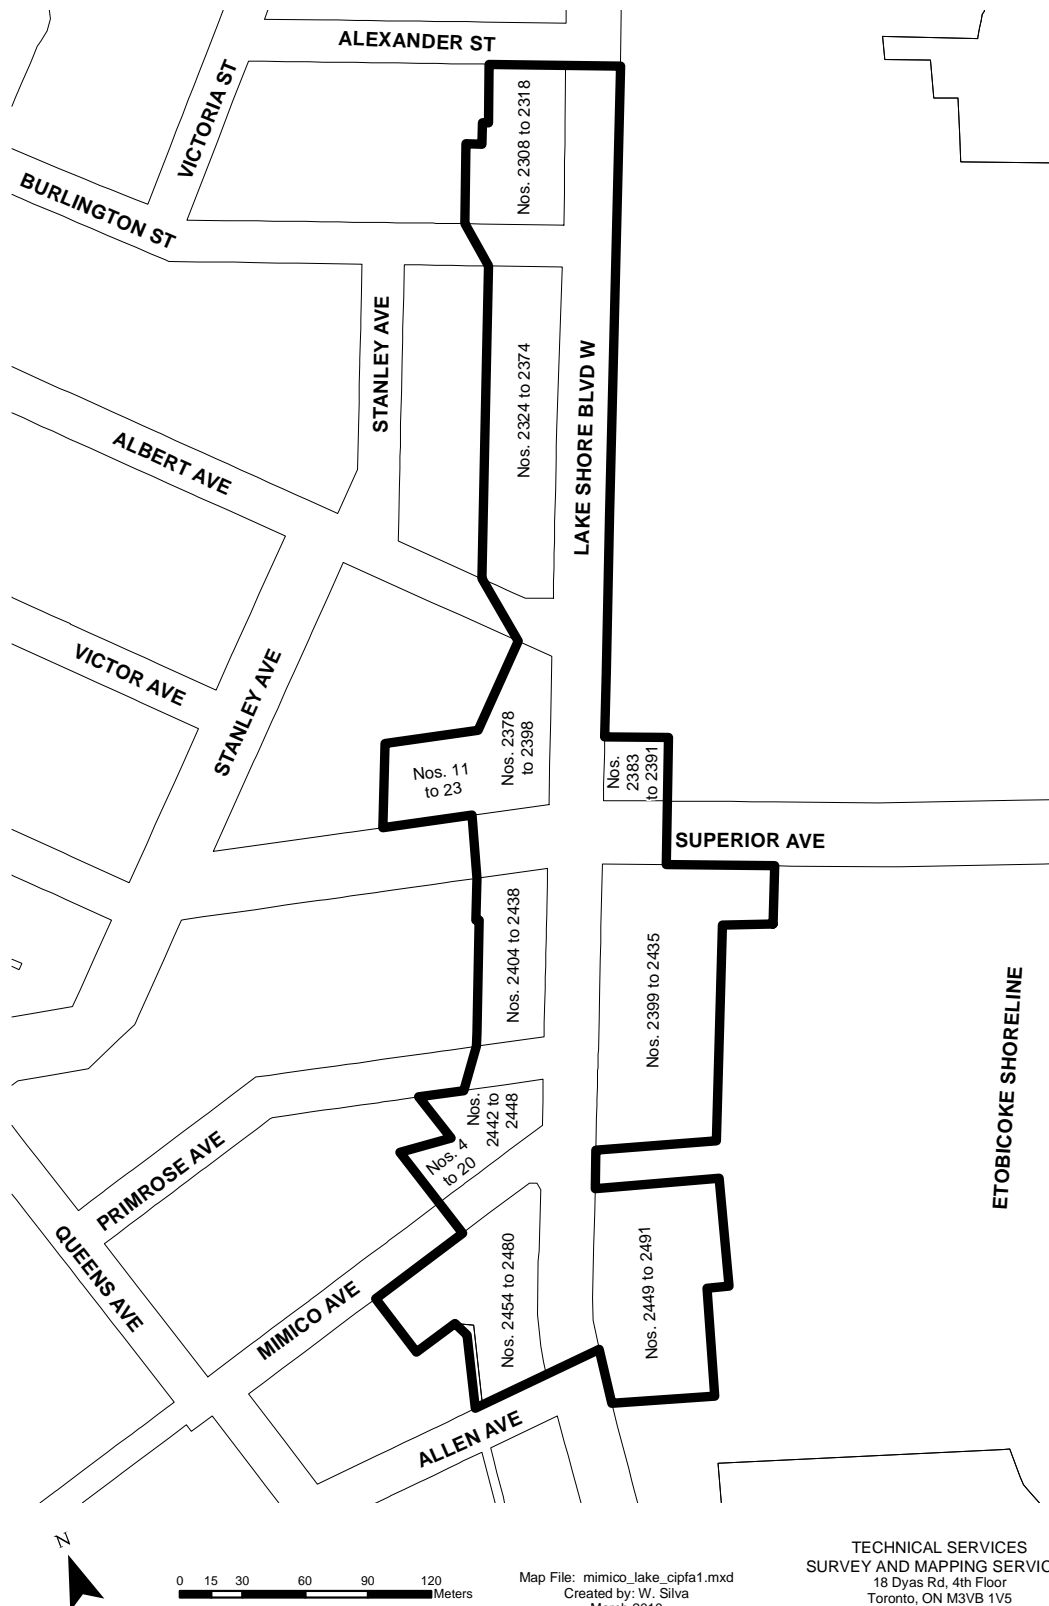 ALEXANDER ST
VICTORIA ST
Nos. 2308 to 2318
BURLINGTON ST
STANLEY AVE
Nos. 2324 to 2374
LAKE SHORE BLVD W
ALBERT AVE
VICTOR AVE
STANLEY AVE
Nos. 2378
to 2398
Nos. 11
to 23
Nos.
2383
to 2391
SUPERIOR AVE
Nos. 2404 to 2438
Nos. 2399 to 2435
ETOBICOKE SHORELINE
Nos.
2442 to
2448
Nos. 4
to 20
PRIMROSE AVE
QUEENS AVE
MIMICO AVE
Nos. 2454 to 2480
Nos. 2449 to 2491
ALLEN AVE
N
0 15 30 60 90 120
Meters
Map File: mimico_lake_cipfa1.mxd
Created by: W. Silva
TECHNICAL SERVICES
SURVEY AND MAPPING SERVIC
18 Dyas Rd, 4th Floor
Toronto, ON M3VB 1V5